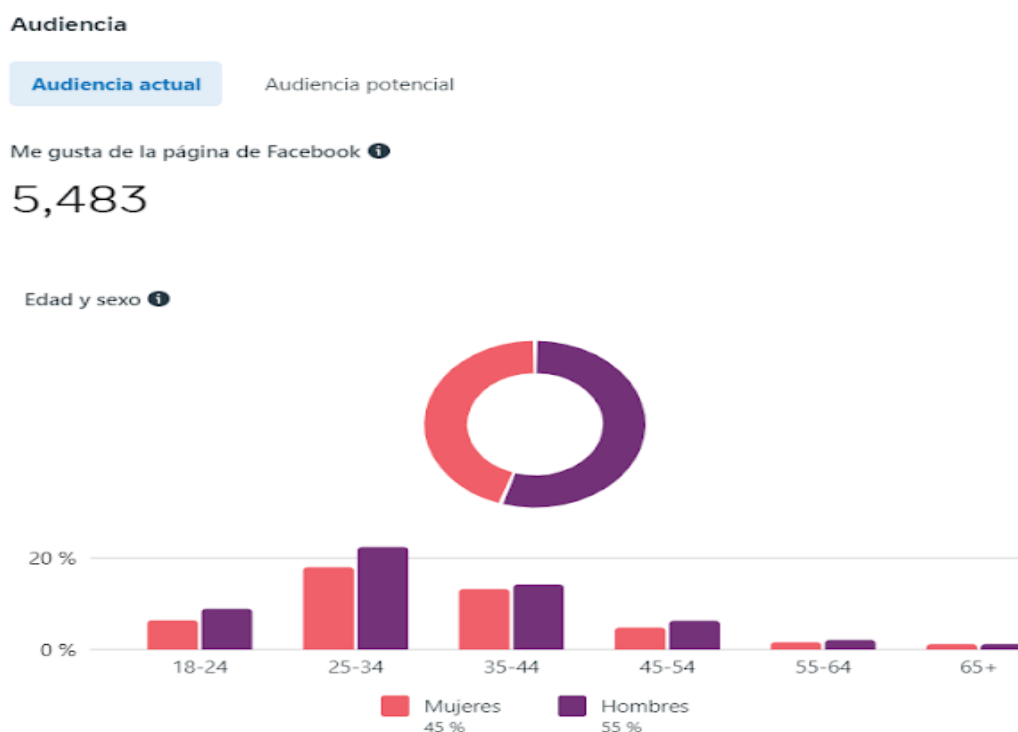 Audiencia
Audiencia actual Audiencia potencial
Me gusta de la página de Facebook
5,483
Edad y sexo
20 %
0 %
18-24 25-34 35-44 45-54 55-64 65+
Mujeres Hombres
45 % 55 %